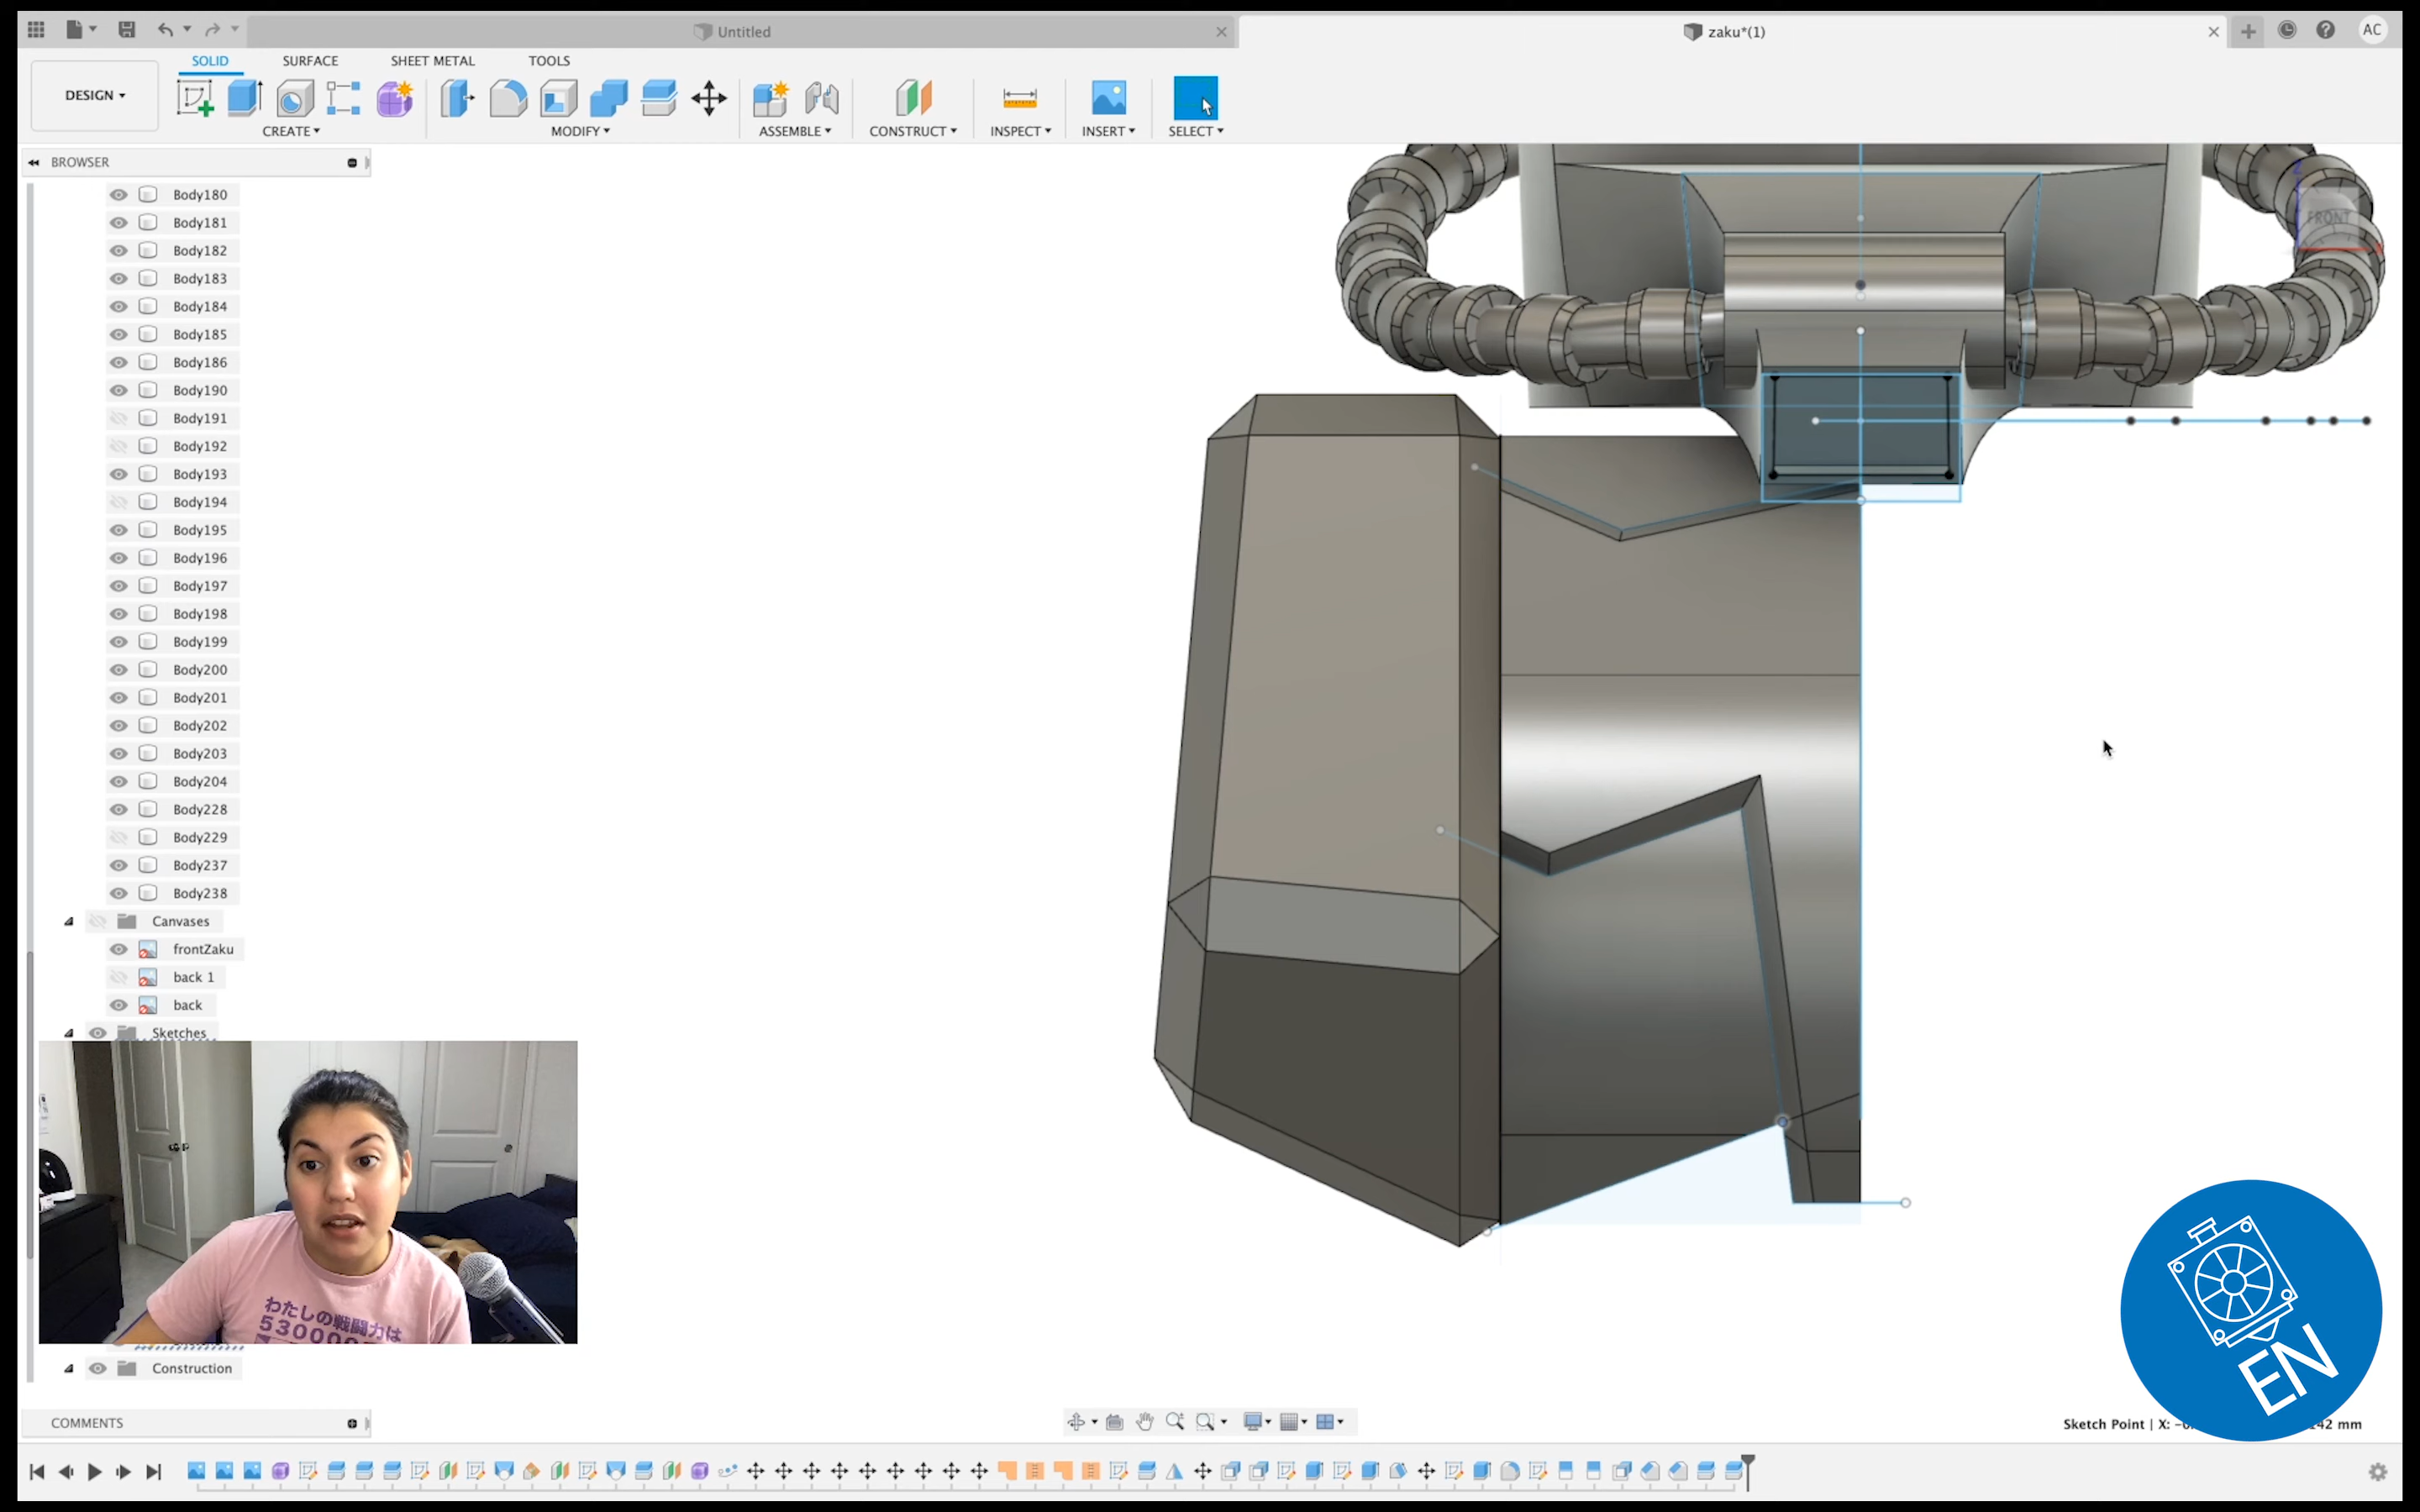 Untitled
zaku*(1)
AC
SOLID
SURFACE
SHEET METAL
TOOLS
DESIGN
CREATE
MODIFY
ASSEMBLE
CONSTRUCT
INSPECT
INSERT
SELECT
BROWSER
FRONT
Body180
Body181
Body182
Body183
Body184
Body185
Body186
Body190
Body191
Body192
Body193
Body194
Body195
Body196
Body197
Body198
Body199
Body200
Body201
Body202
Body203
Body204
Body228
Body229
Body237
Body238
Canvases
frontZaku
back 1
back
Sketches
わたしの戦闘力は
53000
Construction
EN
COMMENTS
Sketch Point | X: 42 mm